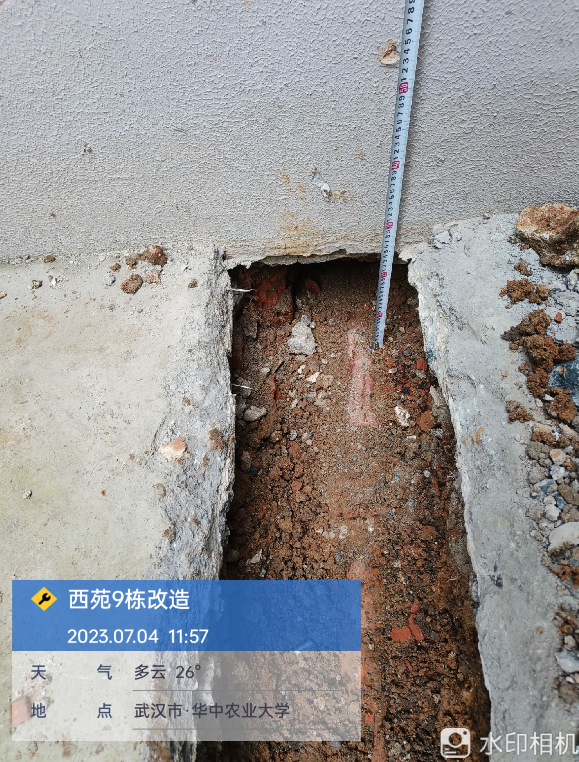 西苑9栋改造
2023.07.04 11:57
天 气 多云 26°
地 点 武汉市·华中农业大学
水印相机